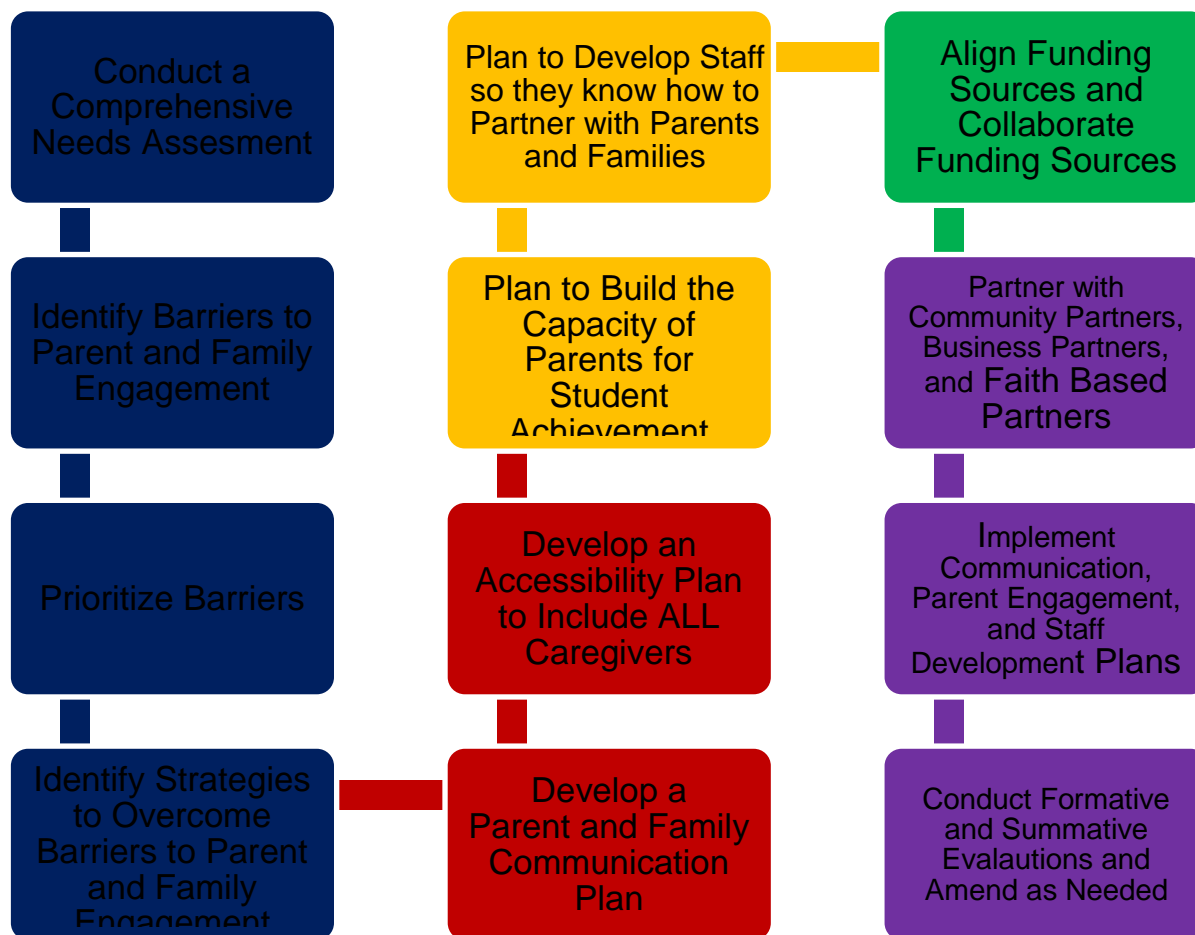 Conduct a
Comprehensive
Needs Assesment
Identify Barriers to
Parent and Family
Engagement
Prioritize Barriers
Identify Strategies
to Overcome
Barriers to Parent
and Family
Engagement
Develop a
Parent and Family
Communication
Plan
Develop an
Accessibility Plan
to Include ALL
Caregivers
Plan to Build the
Capacity of
Parents for
Student
Achievement
Plan to Develop Staff
so they know how to
Partner with Parents
and Families
Align Funding
Sources and
Collaborate
Funding Sources
Partner with
Community Partners,
Business Partners,
and Faith Based
Partners
Implement
Communication,
Parent Engagement,
and Staff
Development Plans
Conduct Formative
and Summative
Evalautions and
Amend as Needed